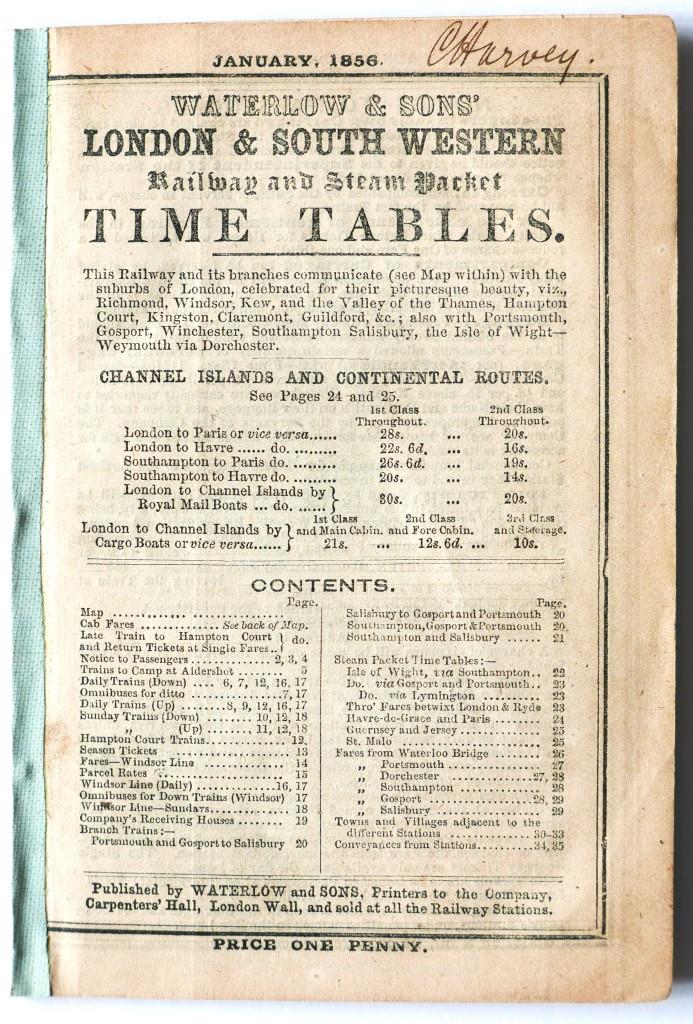 JANUARY, 1856.
C Harvey.
WATERLOW & SONS'
LONDON & SOUTH WESTERN
Railway and Steam Packet
TIME TABLES.
This Railway and its branches communicate (see Map within) with the
suburbs of London, celebrated for their picturesque beauty, viz.,
Richmond, Windsor, Kew, and the Valley of the Thames, Hampton
Court, Kingston, Claremont, Guildford, &c.; also with Portsmouth,
Gosport, Winchester, Southampton Salisbury, the Isle of Wight—
Weymouth via Dorchester.
CHANNEL ISLANDS AND CONTINENTAL ROUTES.
See Pages 24 and 25.
1st Class 2nd Class
Throughout. Throughout.
London to Paris or vice versa...... 28s. ... 20s.
London to Havre ...... do. ......... 22s. 6d. ... 16s.
Southampton to Paris do. ......... 26s. 6d. ... 19s.
Southampton to Havre do. ......... 20s. ... 14s.
London to Channel Islands by }
Royal Mail Boats ... do. ...... } 30s. ... 20s.
1st Class 2nd Class 3rd Class
London to Channel Islands by } and Main Cabin. and Fore Cabin. and Steerage.
Cargo Boats or vice versa...... } 21s. ... 12s. 6d. ... 10s.
CONTENTS.
Page.
Map ..............................
Cab Fares .............. See back of Map.
Late Train to Hampton Court } do.
and Return Tickets at Single Fares.. }
Notice to Passengers ............. 2, 3, 4
Trains to Camp at Aldershot ........ 5
Daily Trains (Down) .... 6, 7, 12, 16, 17
Omnibuses for ditto .............7, 17
Daily Trains (Up) ........8, 9, 12, 16, 17
Sunday Trains (Down) ...... 10, 12, 18
„ (Up) ........ 11, 12, 18
Hampton Court Trains.............. 12.
Season Tickets .................. 13
Fares—Windsor Line .............. 14
Parcel Rates .................. 15
Windsor Line (Daily) .............16, 17
Omnibuses for Down Trains (Windsor) 17
Windsor Line—Sundays.............. 18
Company's Receiving Houses ........ 19
Branch Trains:—
Portsmouth and Gosport to Salisbury 20
Page.
Salisbury to Gosport and Portsmouth 20
Southampton, Gosport & Portsmouth 20
Southampton and Salisbury ...... 21
Steam Packet Time Tables:—
Isle of Wight, via Southampton.. 22
Do. via Gosport and Portsmouth.. 23
Do. via Lymington .......... 23
Thro' Fares betwixt London & Ryde 23
Havre-de-Grace and Paris ........ 24
Guernsey and Jersey.............. 25
St. Malo ...................... 25
Fares from Waterloo Bridge ........ 26
„ Portsmouth .............. 27
„ Dorchester ..............27, 28
„ Southampton ............ 28
„ Gosport ................28, 29
„ Salisbury ................ 29
Towns and Villages adjacent to the
different Stations ............ 30-33
Conveyances from Stations..........34, 35
Published by WATERLOW and SONS, Printers to the Company,
Carpenters' Hall, London Wall, and sold at all the Railway Stations.
PRICE ONE PENNY.